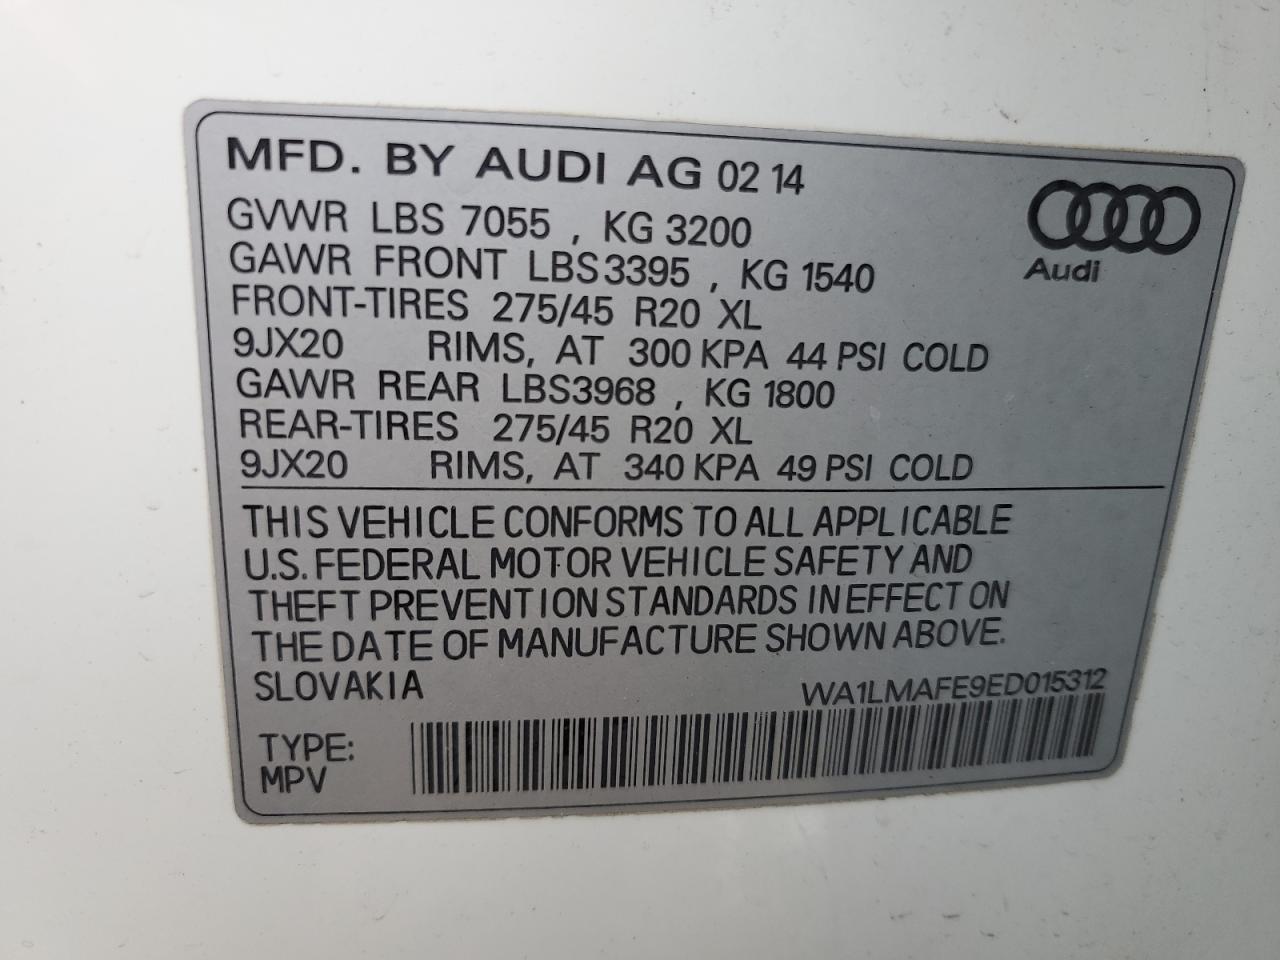 MFD. BY AUDI AG 02 14
GVWR LBS 7055 , KG 3200
GAWR FRONT LBS3395 , KG 1540
FRONT-TIRES 275/45 R20 XL
9JX20 RIMS, AT 300 KPA 44 PSI COLD
GAWR REAR LBS3968 , KG 1800
REAR-TIRES 275/45 R20 XL
9JX20 RIMS, AT 340 KPA 49 PSI COLD
Audi
THIS VEHICLE CONFORMS TO ALL APPLICABLE
U.S. FEDERAL MOTOR VEHICLE SAFETY AND
THEFT PREVENTION STANDARDS IN EFFECT ON
THE DATE OF MANUFACTURE SHOWN ABOVE.
SLOVAKIA WA1LMAFE9ED015312
TYPE:
MPV